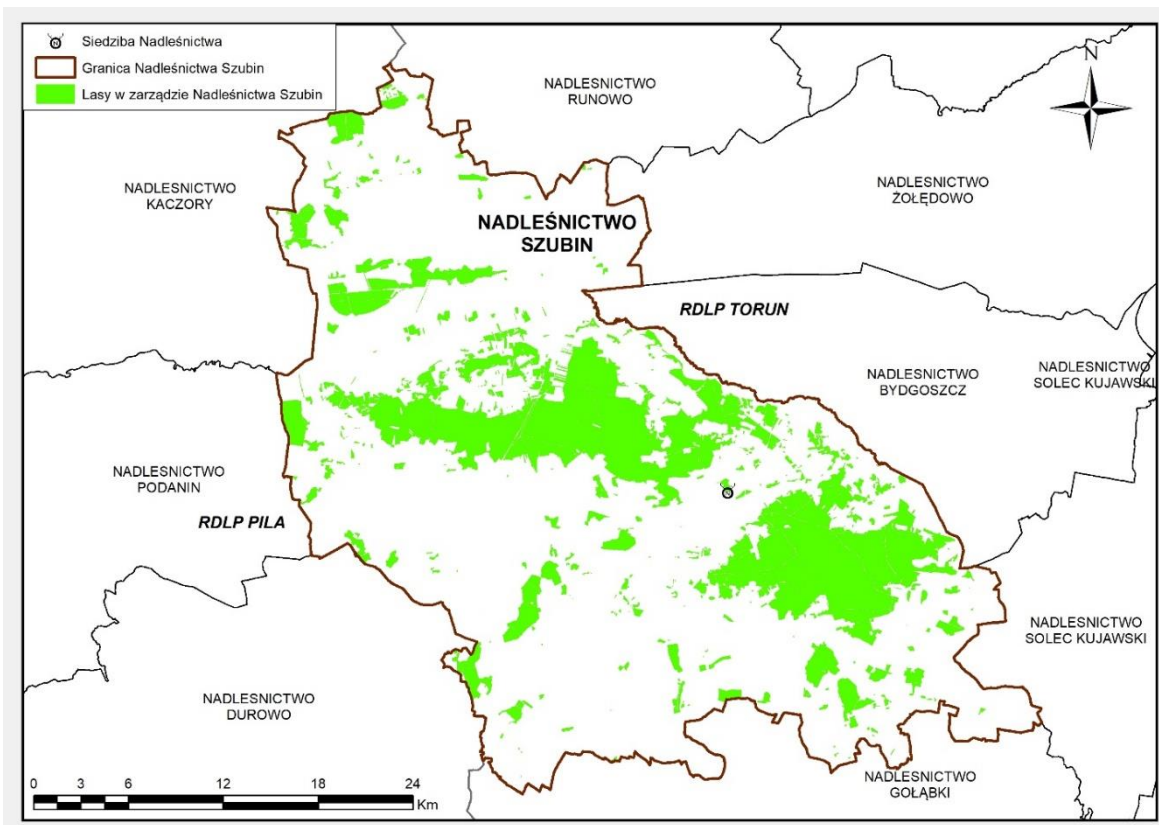 Siedziba Nadleśnictwa
Granica Nadleśnictwa Szubin
Lasy w zarządzie Nadleśnictwa Szubin
N
NADLESNICTWO
RUNOWO
NADLESNICTWO
KACZORY
NADLESNICTWO
ŻOŁĘDOWO
NADLEŚNICTWO
SZUBIN
RDLP TORUN
NADLESNICTWO
BYDGOSZCZ
NADLESNICTWO
SOLEC KUJAWSKI
NADLESNICTWO
PODANIN
RDLP PILA
NADLESNICTWO
SOLEC KUJAWSKI
NADLESNICTWO
DUROWO
NADLESNICTWO
GOŁĄBKI
0 3 6 12 18 24
Km